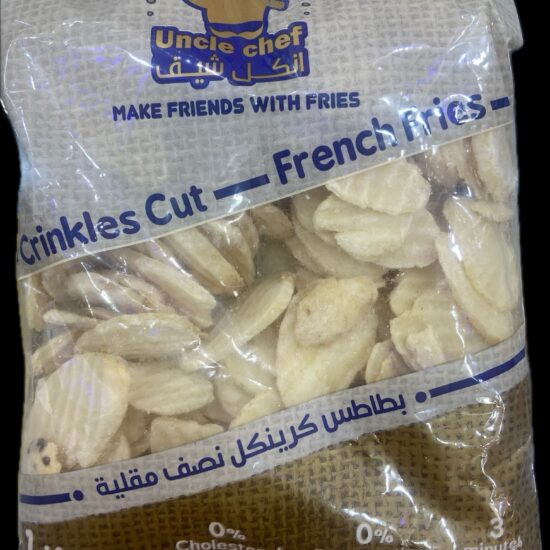 Uncle chef
انكل شيف
MAKE FRIENDS WITH FRIES
Crinkles Cut — French Fries —
بطاطس كرينكل نصف مقلية
0%
0%
3
minutes